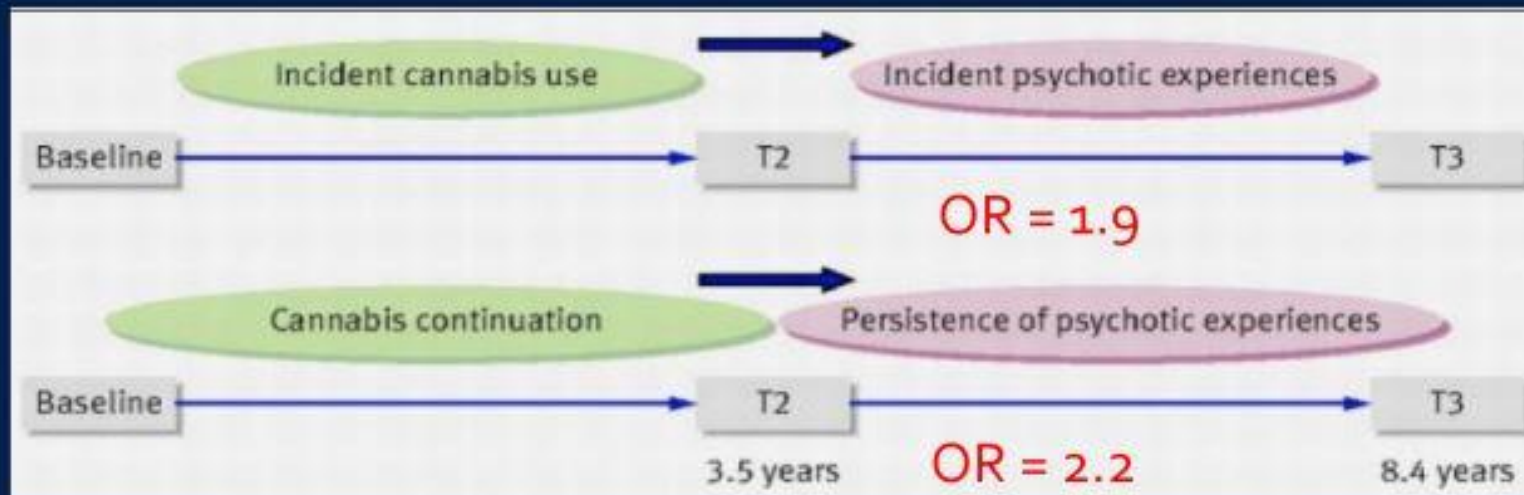 Incident cannabis use
Incident psychotic experiences
Baseline
T2
T3
OR = 1.9
Cannabis continuation
Persistence of psychotic experiences
Baseline
T2
T3
3.5 years
OR = 2.2
8.4 years